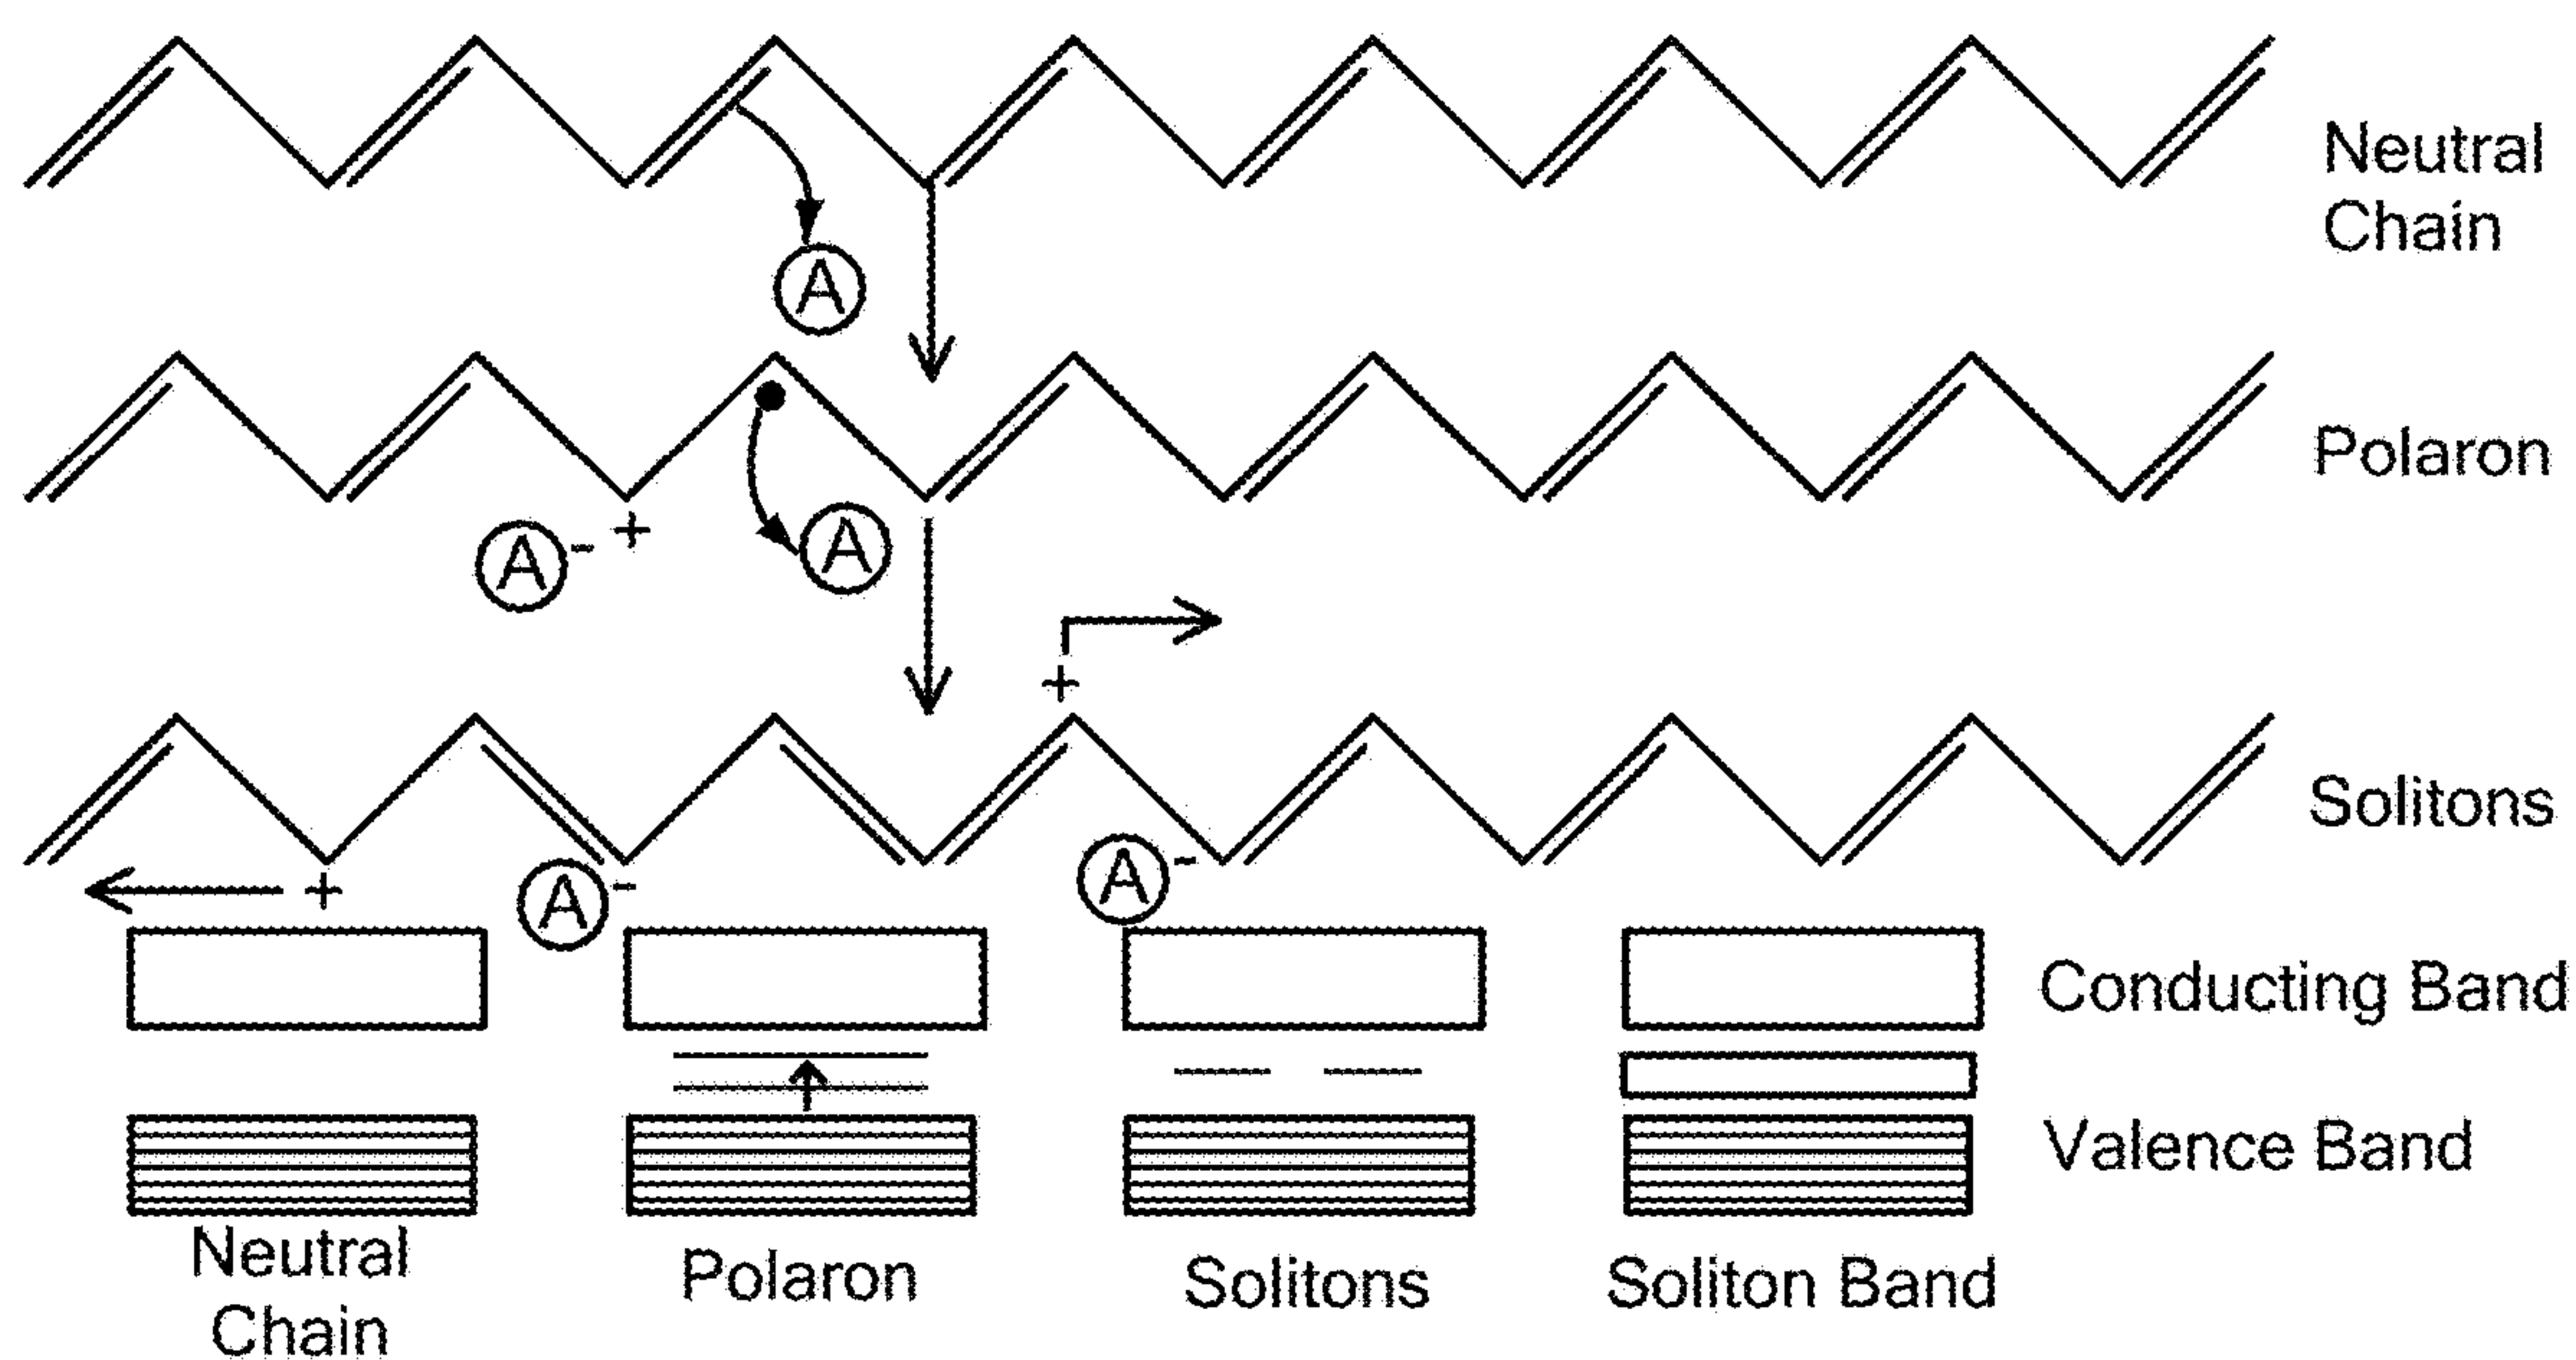 Neutral
Chain
A
Polaron
A- +
A
+
Solitons
+
A-
A-
Conducting Band
Valence Band
Neutral
Chain
Polaron
Solitons
Soliton Band